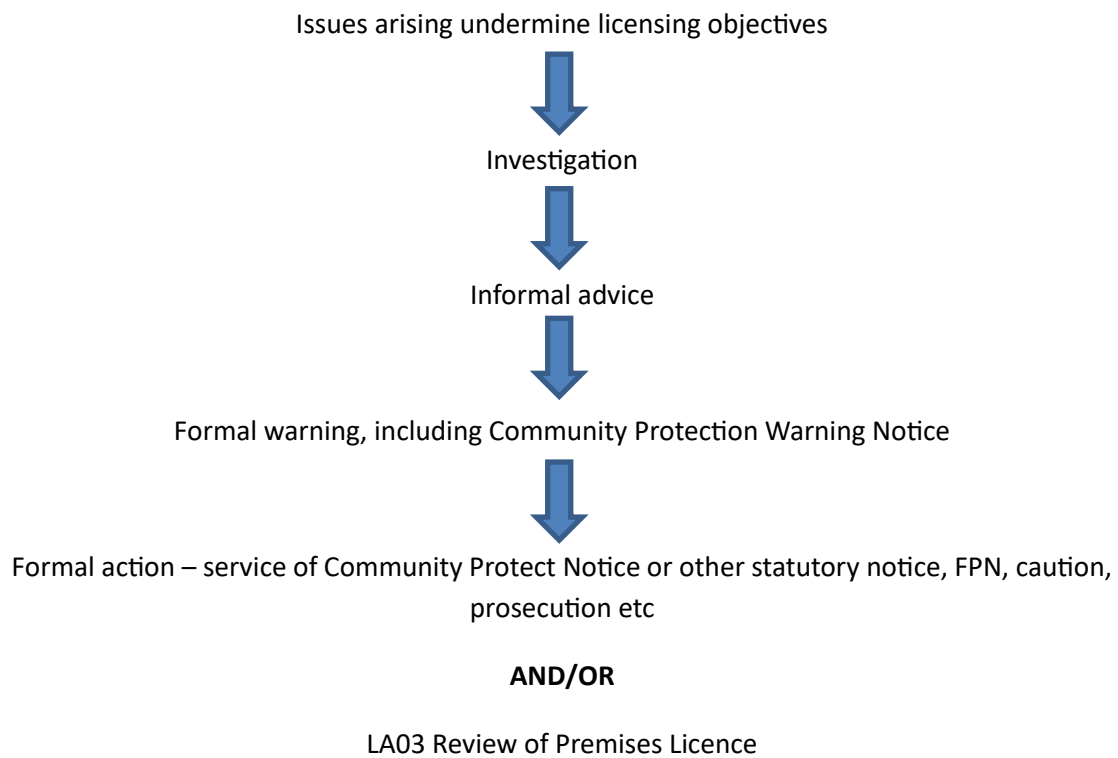 Issues arising undermine licensing objectives
Investigation
Informal advice
Formal warning, including Community Protection Warning Notice
Formal action – service of Community Protect Notice or other statutory notice, FPN, caution,
prosecution etc
AND/OR
LA03 Review of Premises Licence